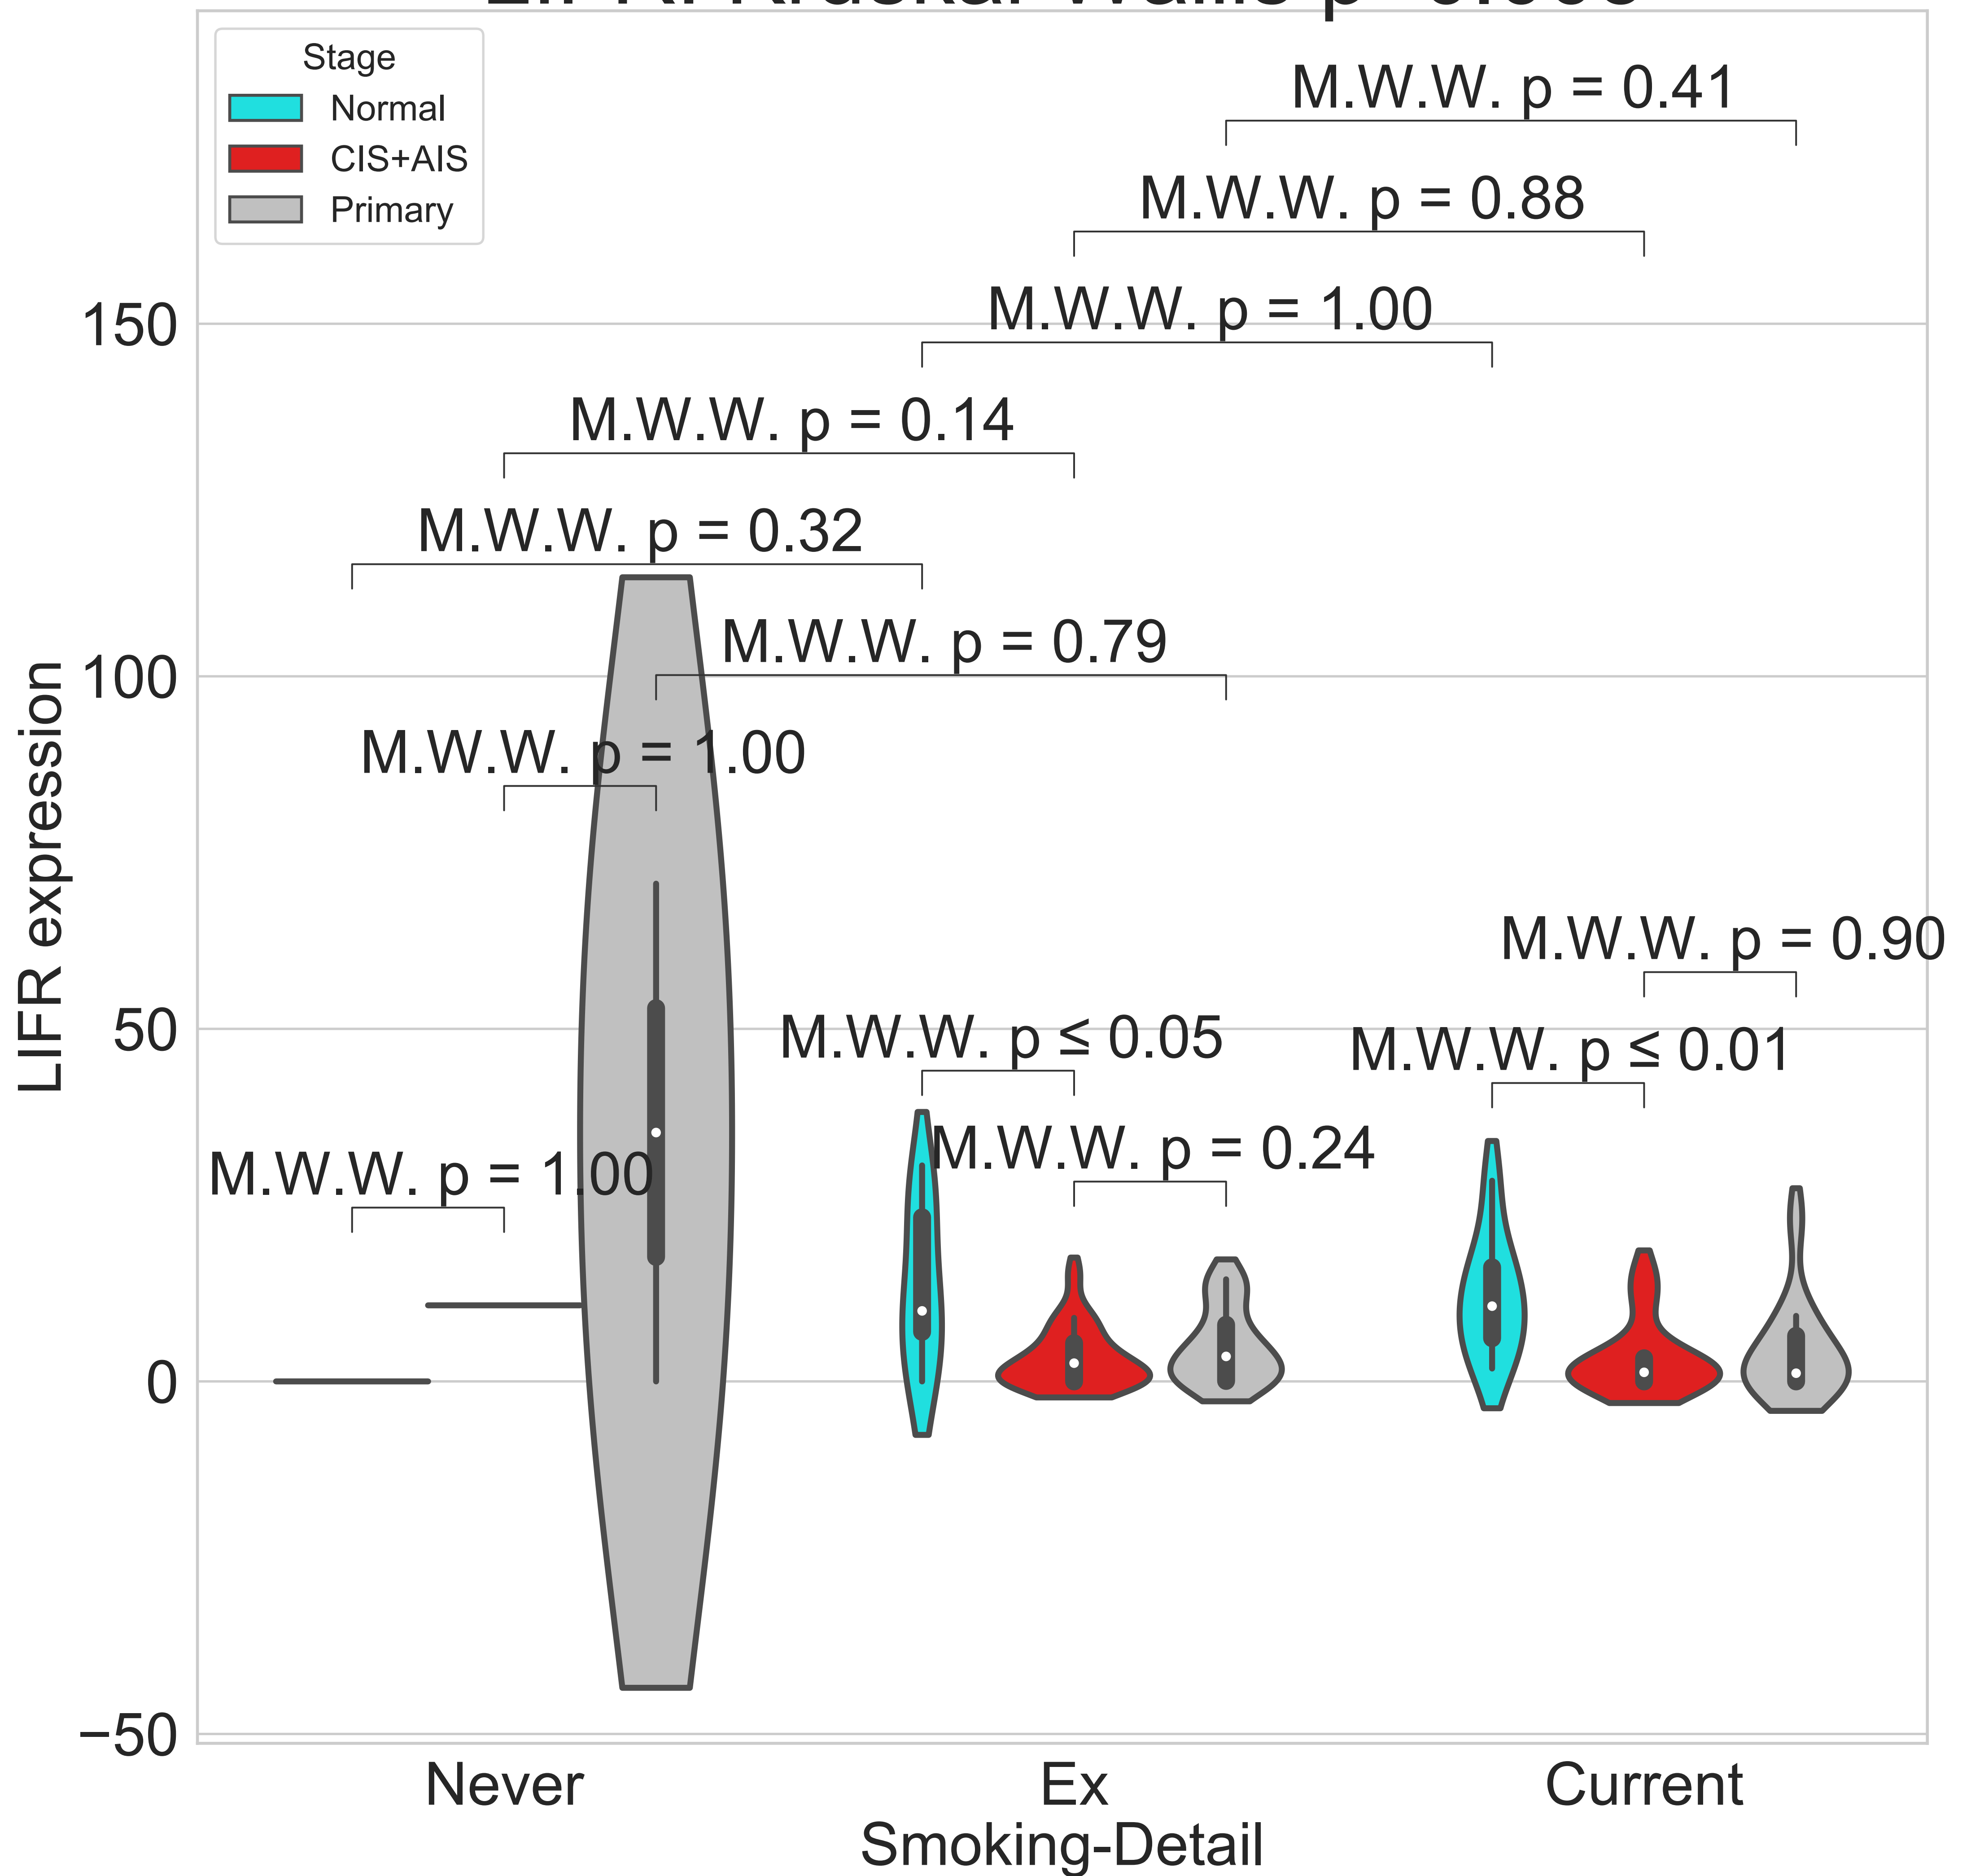 Stage
Normal
CIS+AIS
Primary
M.W.W. p = 0.41
M.W.W. p = 0.88
M.W.W. p = 1.00
M.W.W. p = 0.14
M.W.W. p = 0.32
M.W.W. p = 0.79
M.W.W. p = 1.00
M.W.W. p = 0.90
M.W.W. p ≤ 0.05
M.W.W. p ≤ 0.01
M.W.W. p = 0.24
M.W.W. p = 1.00
150
100
50
0
−50
LIFR expression
Never
Ex
Current
Smoking-Detail